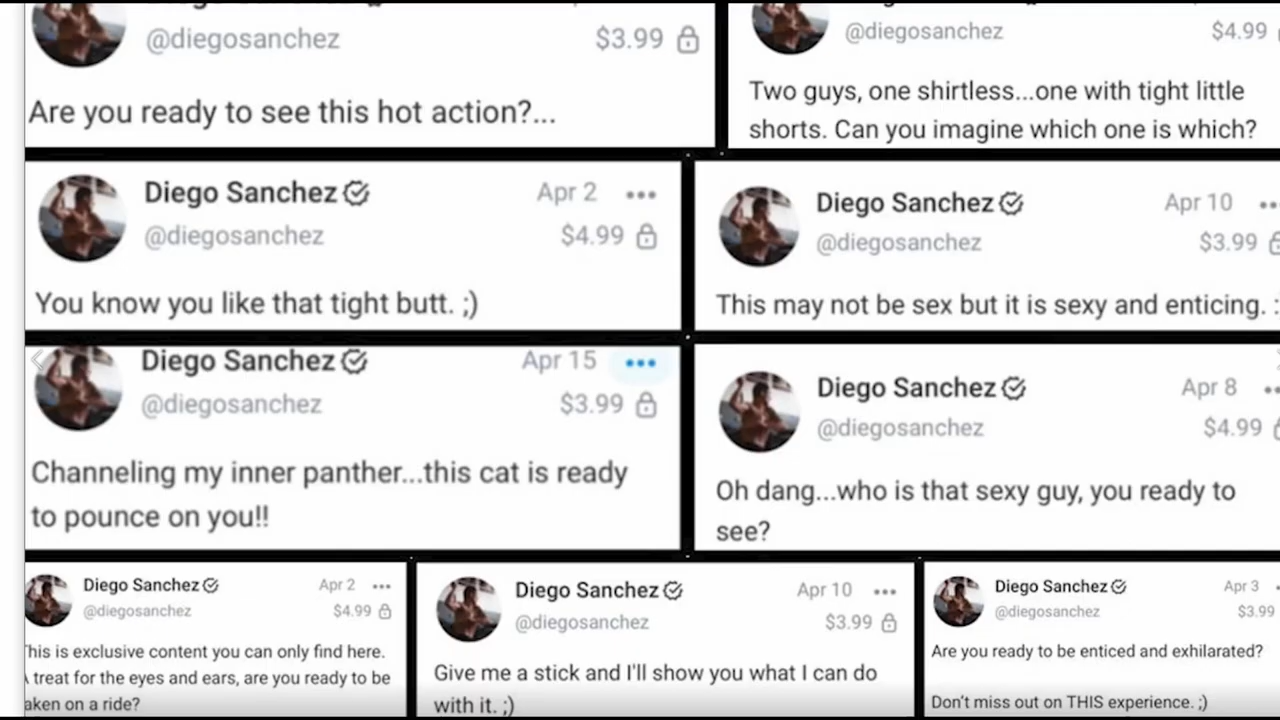 @diegosanchez
$3.99
Are you ready to see this hot action?...
@diegosanchez
$4.99
Two guys, one shirtless...one with tight little
shorts. Can you imagine which one is which?
Diego Sanchez
Apr 2
@diegosanchez
$4.99
You know you like that tight butt. ;)
Diego Sanchez
Apr 10
@diegosanchez
$3.99
This may not be sex but it is sexy and enticing. :
Diego Sanchez
Apr 15
@diegosanchez
$3.99
Channeling my inner panther...this cat is ready
to pounce on you!!
Diego Sanchez
Apr 8
@diegosanchez
$4.99
Oh dang...who is that sexy guy, you ready to
see?
Diego Sanchez
Apr 2
@diegosanchez
$4.99
his is exclusive content you can only find here.
treat for the eyes and ears, are you ready to be
aken on a ride?
Diego Sanchez
Apr 10
@diegosanchez
$3.99
Give me a stick and I'll show you what I can do
with it. ;)
Diego Sanchez
Apr 3
@diegosanchez
$3.99
Are you ready to be enticed and exhilarated?
Don't miss out on THIS experience. ;)